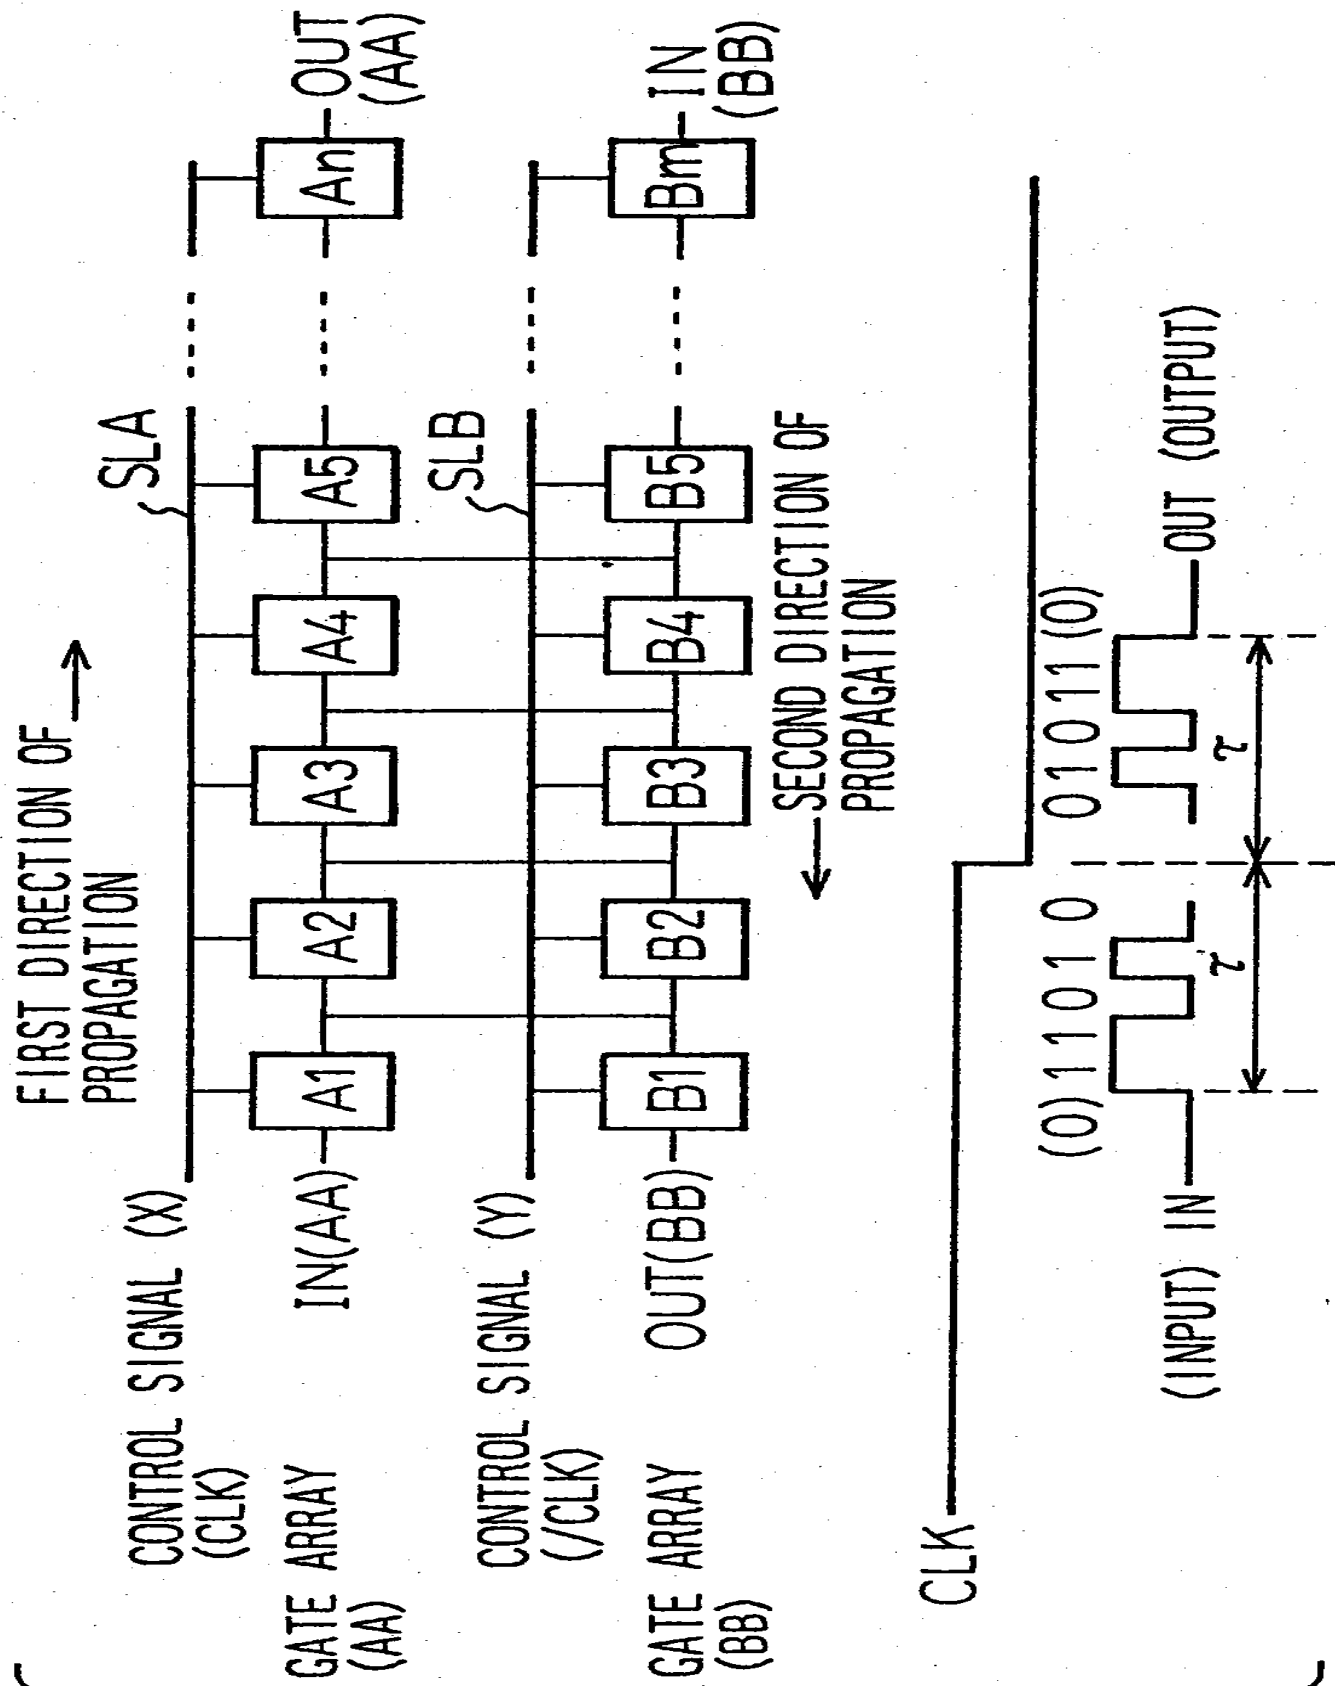 FIRST DIRECTION OF
PROPAGATION
CONTROL SIGNAL (X)
(CLK)
SLA
GATE ARRAY
(AA)
IN(AA)
A1
A2
A3
A4
A5
An
OUT
(AA)
CONTROL SIGNAL (Y)
(/CLK)
SLB
GATE ARRAY
(BB)
OUT(BB)
B1
B2
B3
B4
B5
Bm
IN
(BB)
SECOND DIRECTION OF
PROPAGATION
CLK
(0) 1 1 0 1 0
0 1 0 1 1 (0)
(INPUT) IN
OUT (OUTPUT)
τ
τ